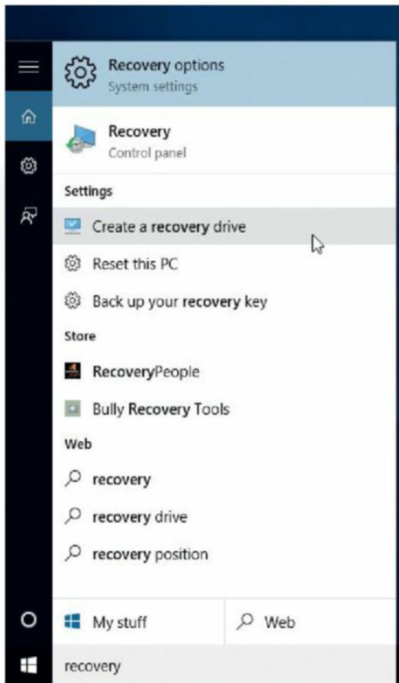 Recovery options
System settings
Recovery
Control panel
Settings
Create a recovery drive
Reset this PC
Back up your recovery key
Store
RecoveryPeople
Bully Recovery Tools
Web
recovery
recovery drive
recovery position
My stuff
Web
recovery